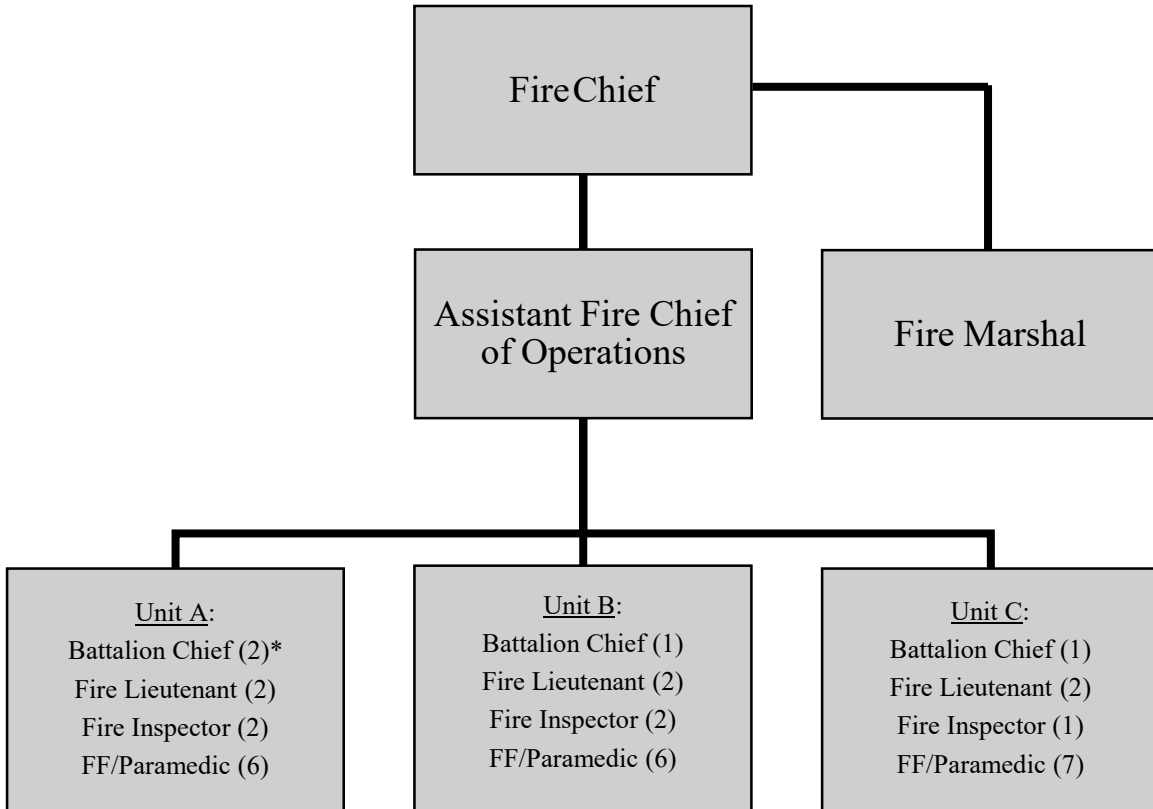 Fire Chief
Assistant Fire Chief
of Operations
Fire Marshal
Unit A:
Battalion Chief (2)*
Fire Lieutenant (2)
Fire Inspector (2)
FF/Paramedic (6)
Unit B:
Battalion Chief (1)
Fire Lieutenant (2)
Fire Inspector (2)
FF/Paramedic (6)
Unit C:
Battalion Chief (1)
Fire Lieutenant (2)
Fire Inspector (1)
FF/Paramedic (7)